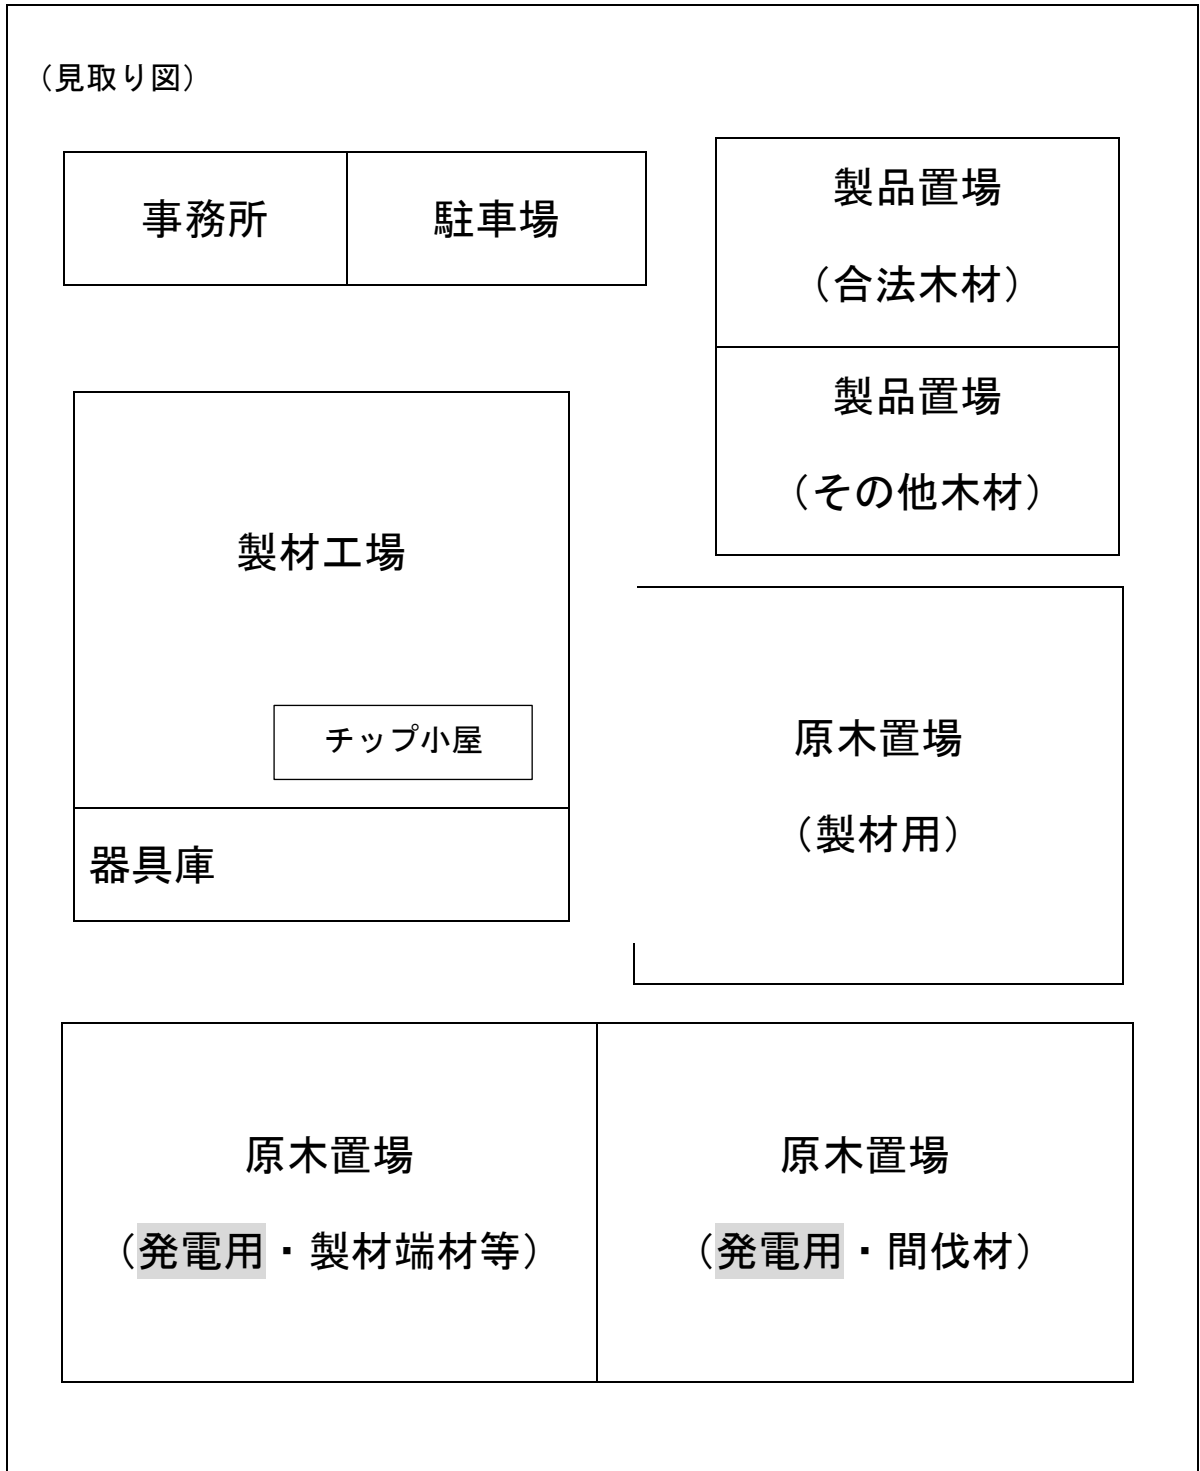 （見取り図）
事務所
駐車場
製品置場
（合法木材）
製品置場
（その他木材）
製材工場
チップ小屋
器具庫
原木置場
（製材用）
原木置場
（発電用・製材端材等）
原木置場
（発電用・間伐材）